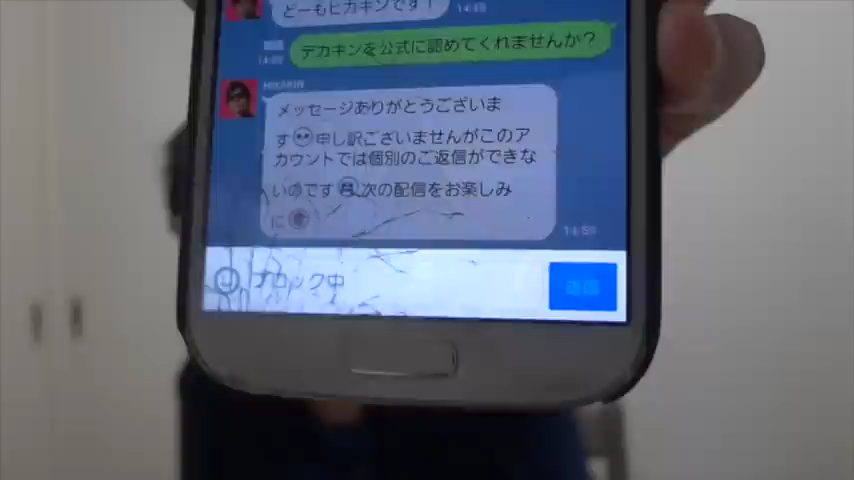 どーもヒカキンです！
デカキンを公式に認めてくれませんか？
HIKAKIN
メッセージありがとうございま
す申し訳ございませんがこのア
カウントでは個別のご返信ができな
いのです次の配信をお楽しみ
に
ブロック中